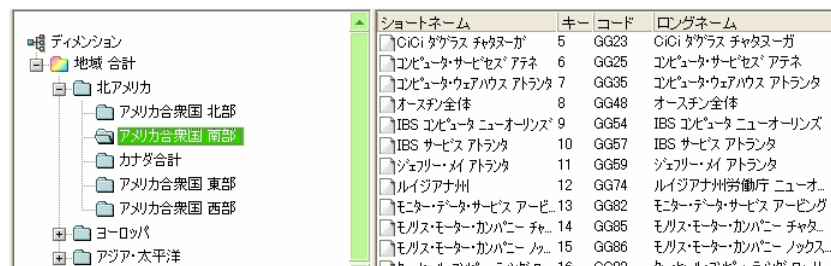 ディメンション
地域 合計
北アメリカ
アメリカ合衆国 北部
アメリカ合衆国 南部
カナダ合計
アメリカ合衆国 東部
アメリカ合衆国 西部
ヨーロッパ
アジア・太平洋
ショートネーム キー コード ロングネーム
CiCi ダグラス チャタヌーガ 5 GG23 CiCi ダグラス チャタヌーガ
コンピュータ・サービセズ アテネ 6 GG25 コンピュータ・サービセズ アテネ
コンピュータ・ウェアハウス アトランタ 7 GG35 コンピュータ・ウェアハウス アトランタ
オースチン全体 8 GG48 オースチン全体
IBS コンピュータ ニューオーリンズ 9 GG54 IBS コンピュータ ニューオーリンズ
IBS サービス アトランタ 10 GG57 IBS サービス アトランタ
ジェフリー・メイ アトランタ 11 GG59 ジェフリー・メイ アトランタ
ルイジアナ州 12 GG74 ルイジアナ州労働庁 ニューオ...
モニター・データ・サービス アービ... 13 GG82 モニター・データ・サービス アービング
モリス・モーター・カンパニー チャ... 14 GG85 モリス・モーター・カンパニー チャタ...
モリス・モーター・カンパニー ノッ... 15 GG86 モリス・モーター・カンパニー ノックス...